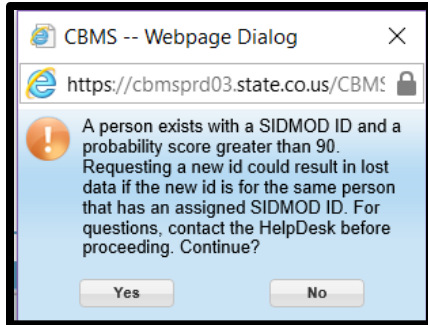 CBMS -- Webpage Dialog
https://cbmsprd03.state.co.us/CBMS
A person exists with a SIDMOD ID and a
probability score greater than 90.
Requesting a new id could result in lost
data if the new id is for the same person
that has an assigned SIDMOD ID. For
questions, contact the HelpDesk before
proceeding. Continue?
Yes No